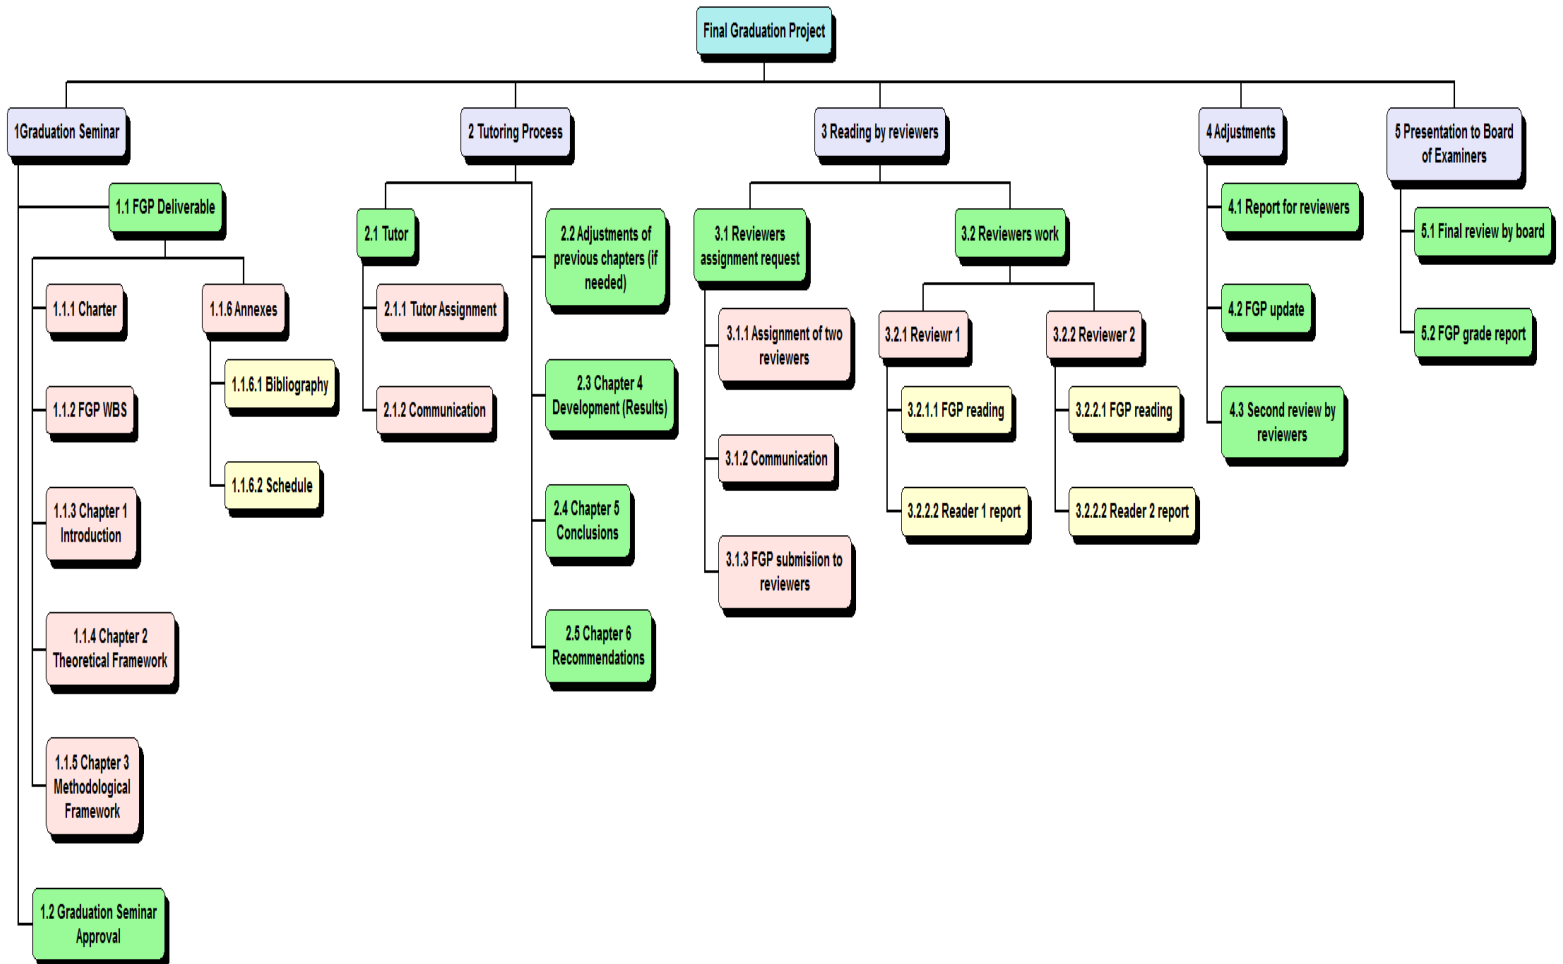 Final Graduation Project
1Graduation Seminar
1.1 FGP Deliverable
1.1.1 Charter
1.1.2 FGP WBS
1.1.3 Chapter 1
Introduction
1.1.4 Chapter 2
Theoretical Framework
1.1.5 Chapter 3
Methodological
Framework
1.1.6 Annexes
1.1.6.1 Bibliography
1.1.6.2 Schedule
1.2 Graduation Seminar
Approval
2 Tutoring Process
2.1 Tutor
2.1.1 Tutor Assignment
2.1.2 Communication
2.2 Adjustments of
previous chapters (if
needed)
2.3 Chapter 4
Development (Results)
2.4 Chapter 5
Conclusions
2.5 Chapter 6
Recommendations
3 Reading by reviewers
3.1 Reviewers
assignment request
3.1.1 Assignment of two
reviewers
3.1.2 Communication
3.1.3 FGP submisiion to
reviewers
3.2 Reviewers work
3.2.1 Reviewr 1
3.2.1.1 FGP reading
3.2.2.2 Reader 1 report
3.2.2 Reviewer 2
3.2.2.1 FGP reading
3.2.2.2 Reader 2 report
4 Adjustments
4.1 Report for reviewers
4.2 FGP update
4.3 Second review by
reviewers
5 Presentation to Board
of Examiners
5.1 Final review by board
5.2 FGP grade report